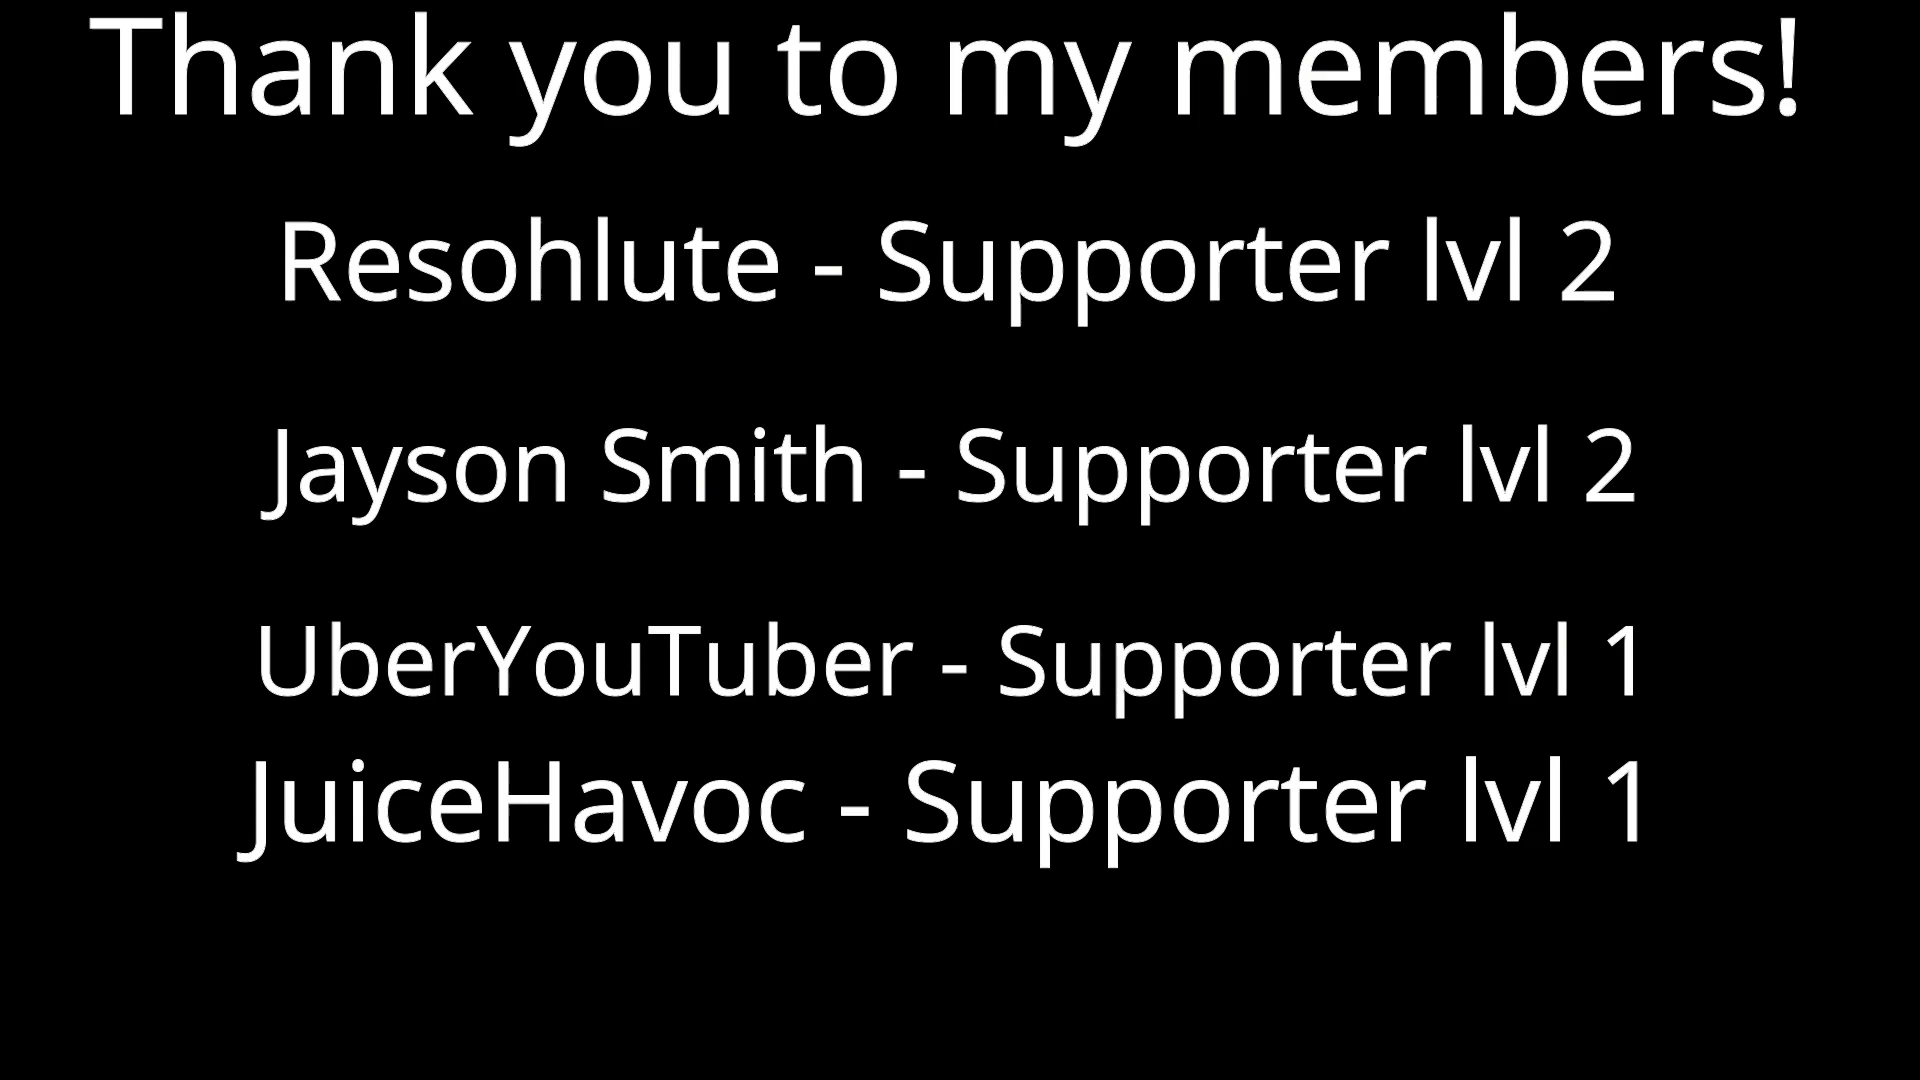 Thank you to my members!
Resohlute - Supporter lvl 2
Jayson Smith - Supporter lvl 2
UberYouTuber - Supporter lvl 1
JuiceHavoc - Supporter lvl 1